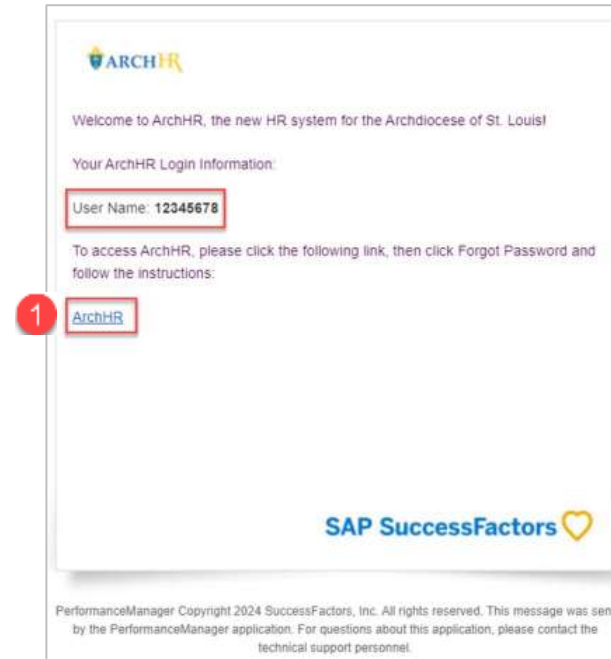 ARCHHR
Welcome to ArchHR, the new HR system for the Archdiocese of St. Louis!
Your ArchHR Login Information:
User Name: 12345678
To access ArchHR, please click the following link, then click Forgot Password and
follow the instructions:
1 ArchHR
SAP SuccessFactors
PerformanceManager Copyright 2024 SuccessFactors, Inc. All rights reserved. This message was sen
by the PerformanceManager application. For questions about this application, please contact the
technical support personnel.